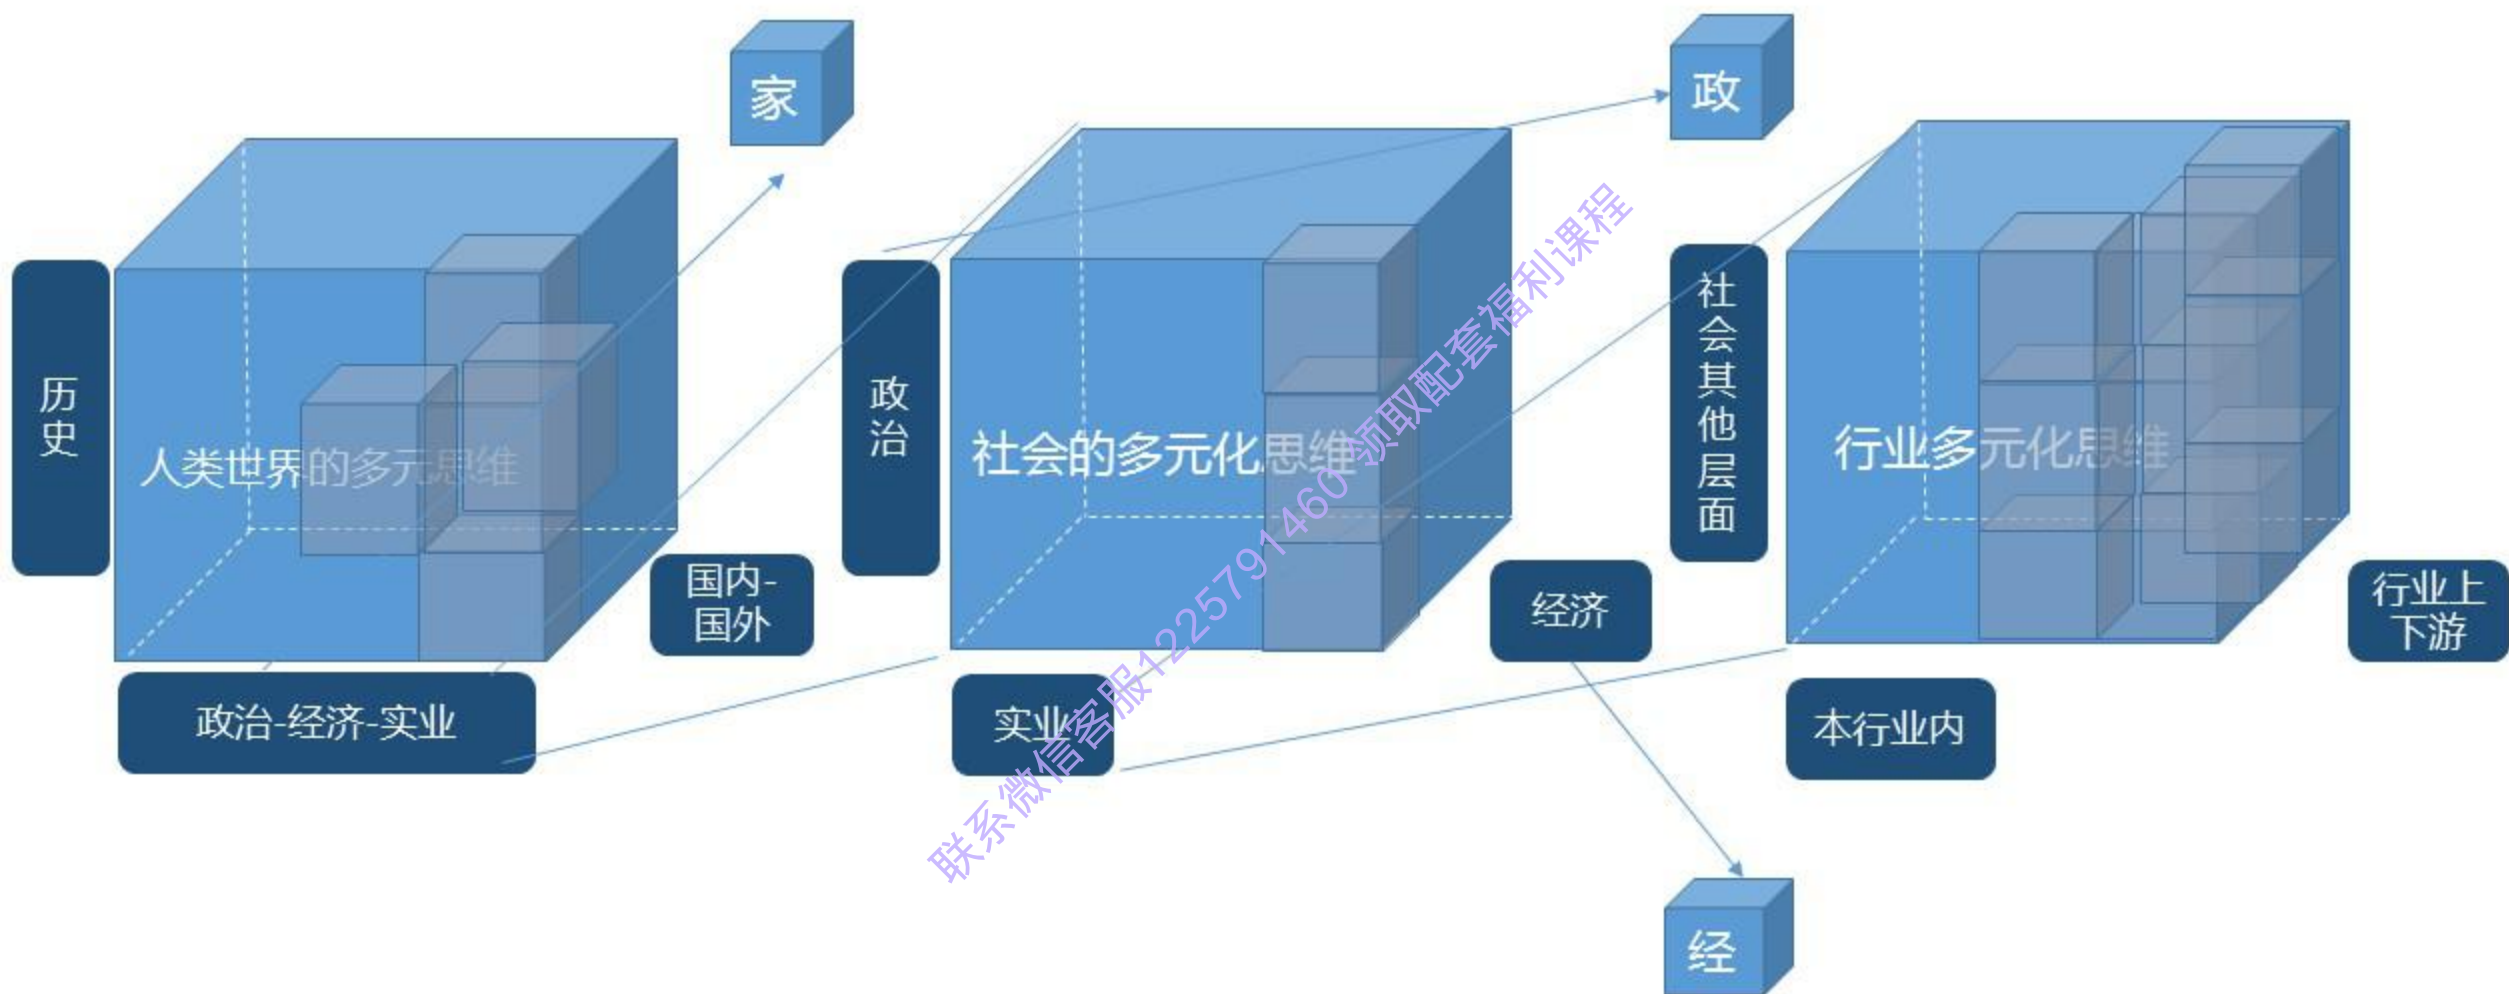 家
政
历史
人类世界的多元思维
国内-
国外
政治-经济-实业
政治
社会的多元化思维
经济
实业
社会其他层面
行业多元化思维
行业上
下游
本行业内
经
联系微信客服1225791460 领取配套福利课程